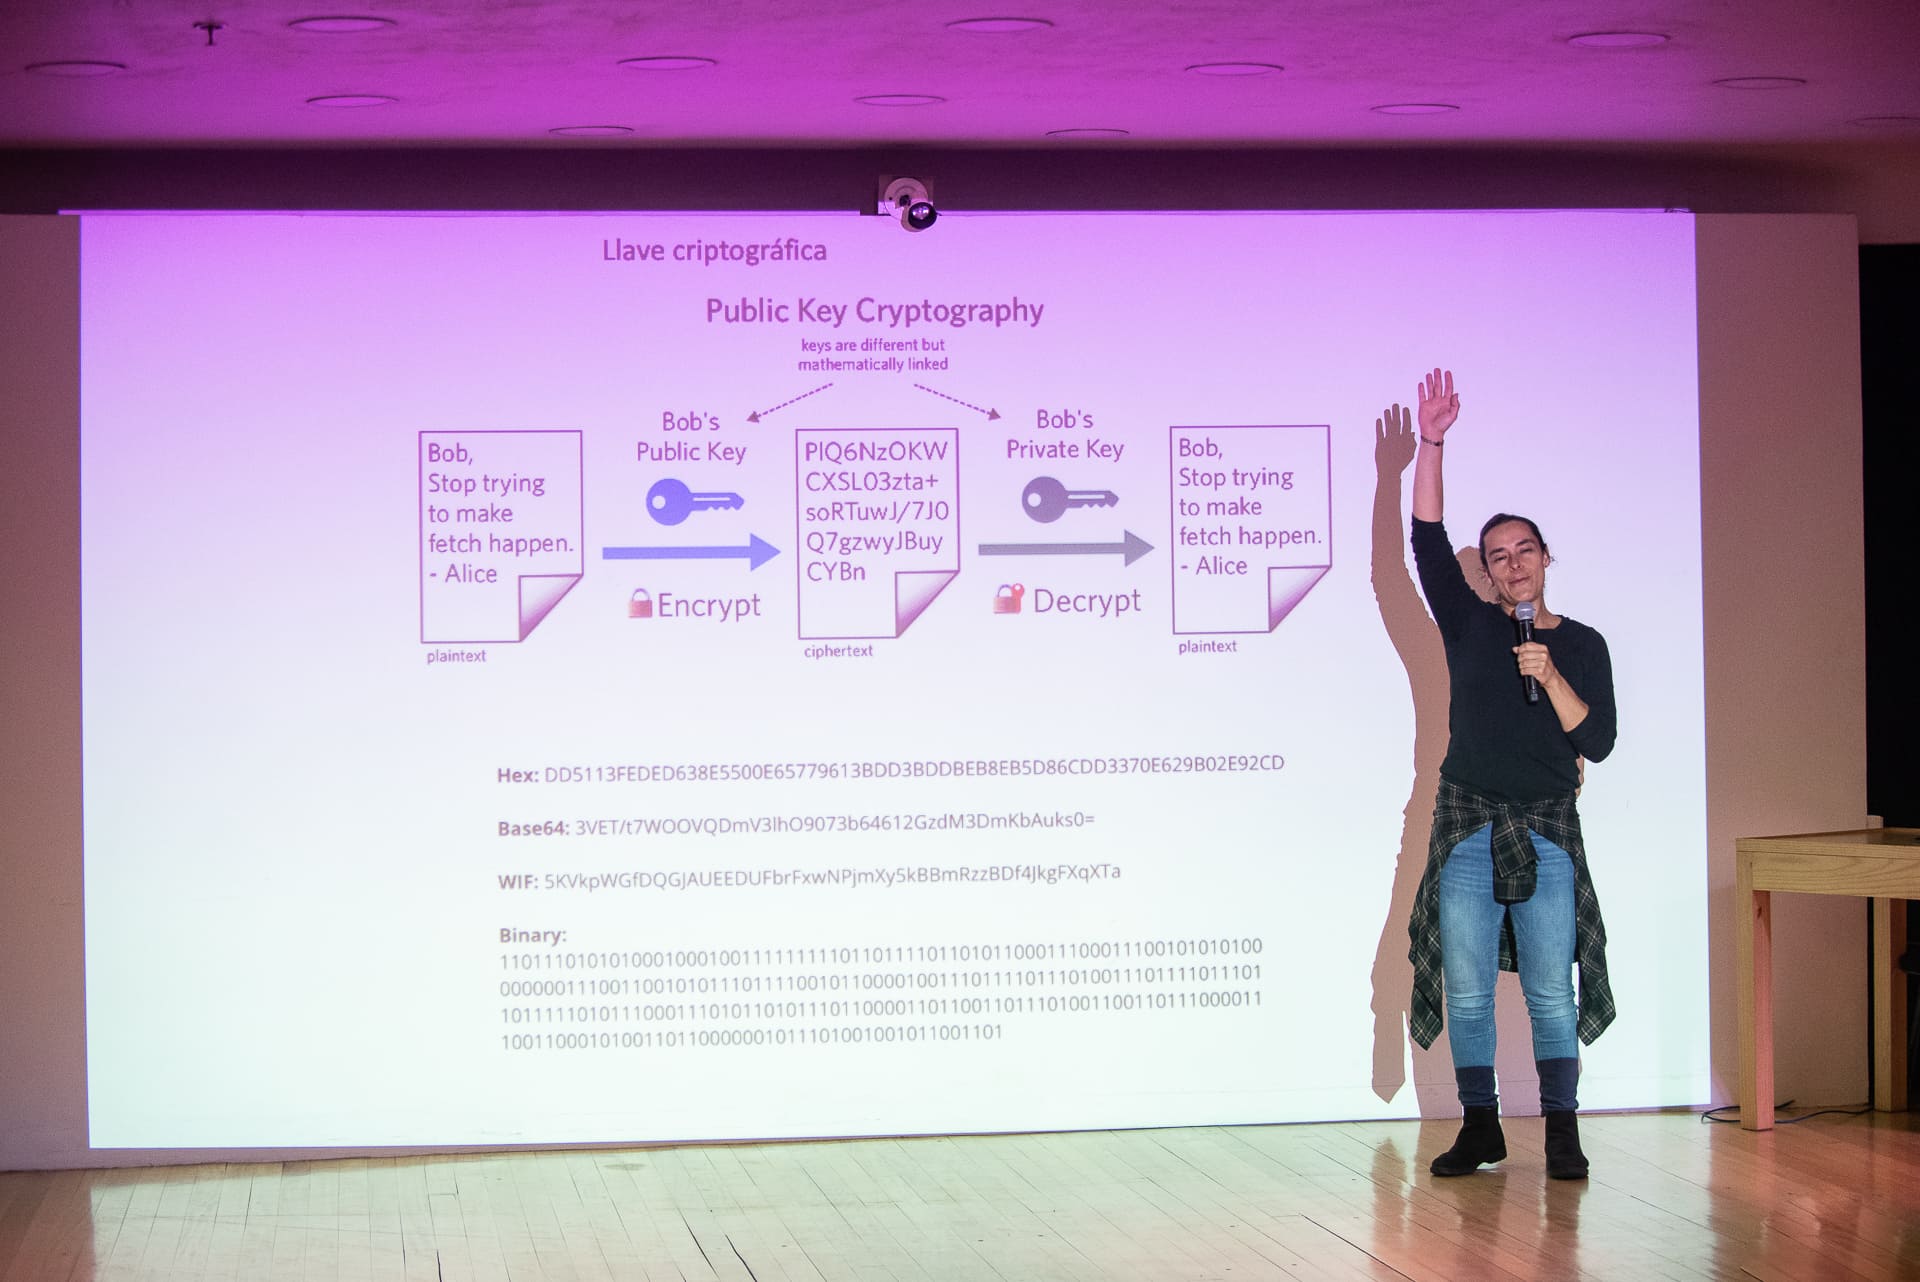 Llave criptográfica
Public Key Cryptography
keys are different but
mathematically linked
Bob's
Public Key
Bob's
Private Key
Bob,
Stop trying
to make
fetch happen.
- Alice
plaintext
Encrypt
PIQ6NzOKW
CXSL03zta+
soRTuwJ/7J0
Q7gzwyJBuy
CYBn
ciphertext
Decrypt
Bob,
Stop trying
to make
fetch happen.
- Alice
plaintext
Hex: DD5113FEDED638E5500E65779613BDD3BDDBEB8EB5D86CDD3370E629B02E92CD
Base64: 3VET/t7WOOVQDmV3lhO9073b64612GzdM3DmKbAuks0=
WIF: 5KVkpWGfDQGJAUEEDUFbrFxwNPjmXy5kBBmRzzBDf4JkgFXqXTa
Binary: